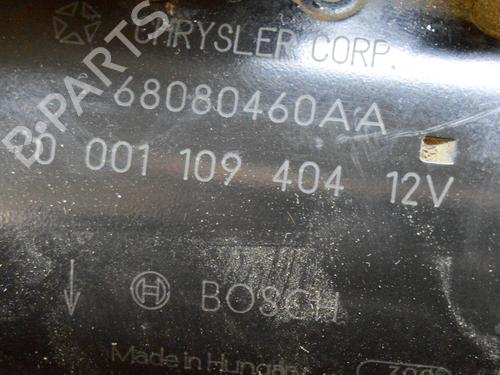 CHRYSLER CORP.
B-PARTS
68080460AA
0 001 109 404 12V
BOSCH
Made in Hungary